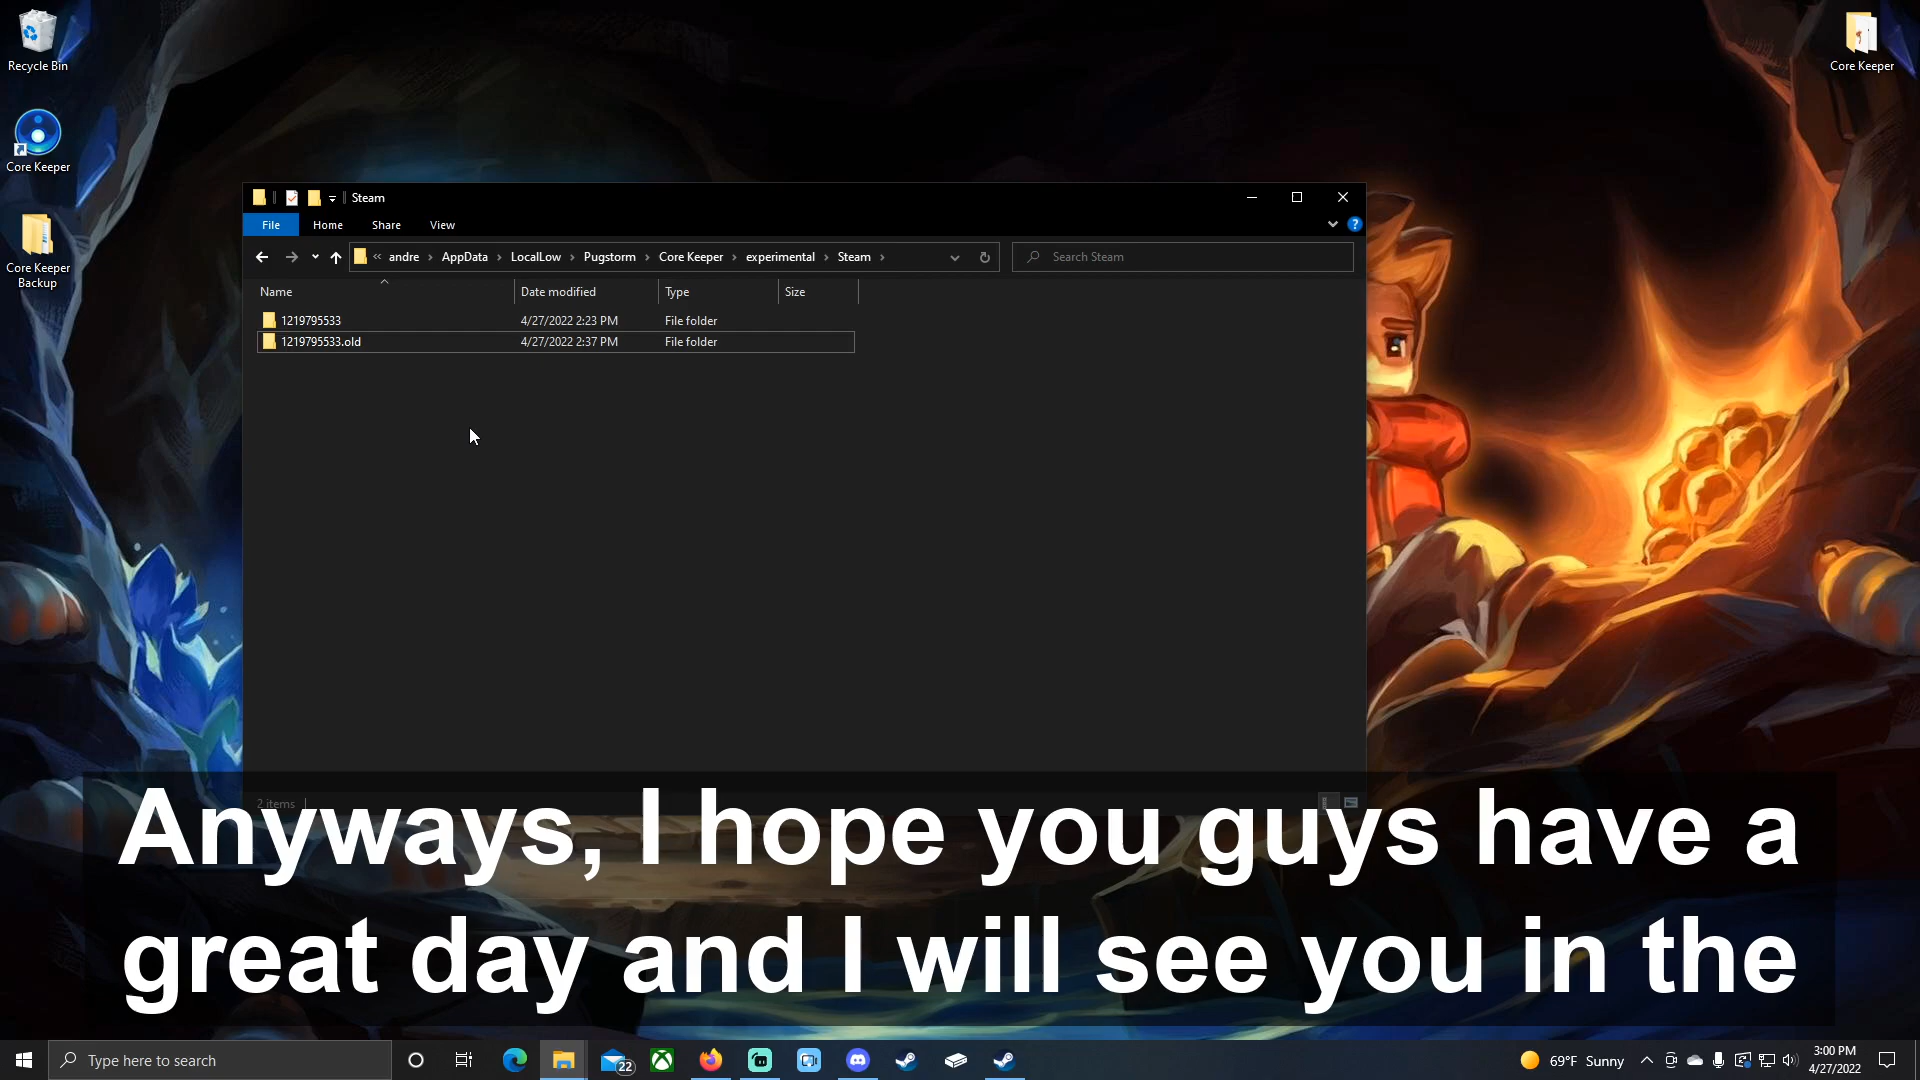 Recycle Bin
Core Keeper
Core Keeper
Core Keeper
Backup
Steam
File Home Share View
andre AppData LocalLow Pugstorm Core Keeper experimental Steam
Search Steam
Name Date modified Type Size
1219795533 4/27/2022 2:23 PM File folder
1219795533.old 4/27/2022 2:37 PM File folder
2 items
Anyways, I hope you guys have a
great day and I will see you in the
Type here to search
22
69°F Sunny
3:00 PM
4/27/2022